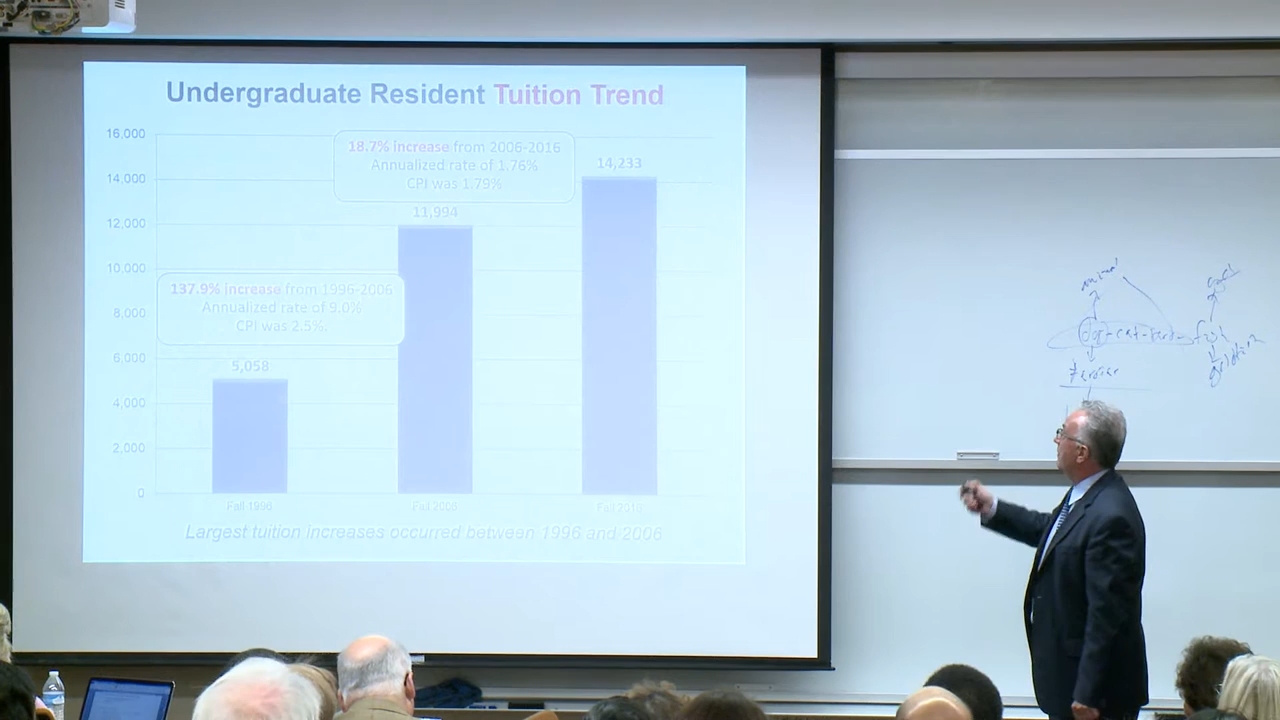 Undergraduate Resident Tuition Trend
16,000
14,000
12,000
10,000
8,000
6,000
4,000
2,000
0
18.7% increase from 2006-2016
Annualized rate of 1.76%
CPI was 1.79%
14,233
11,994
137.9% increase from 1996-2006
Annualized rate of 9.0%
CPI was 2.5%.
5,058
Fall 1996
Fall 2006
Fall 2016
Largest tuition increases occurred between 1996 and 2006